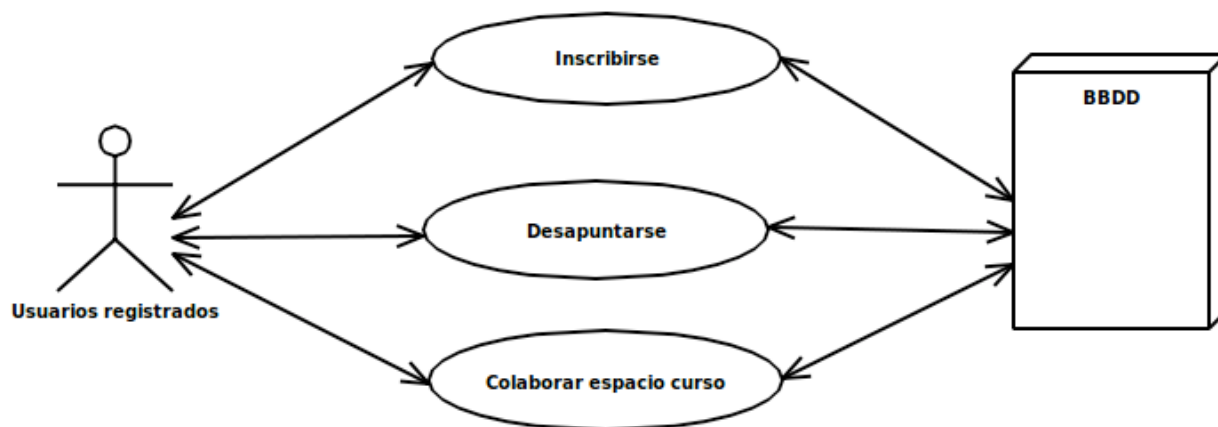 Inscribirse
BBDD
Desapuntarse
Usuarios registrados
Colaborar espacio curso